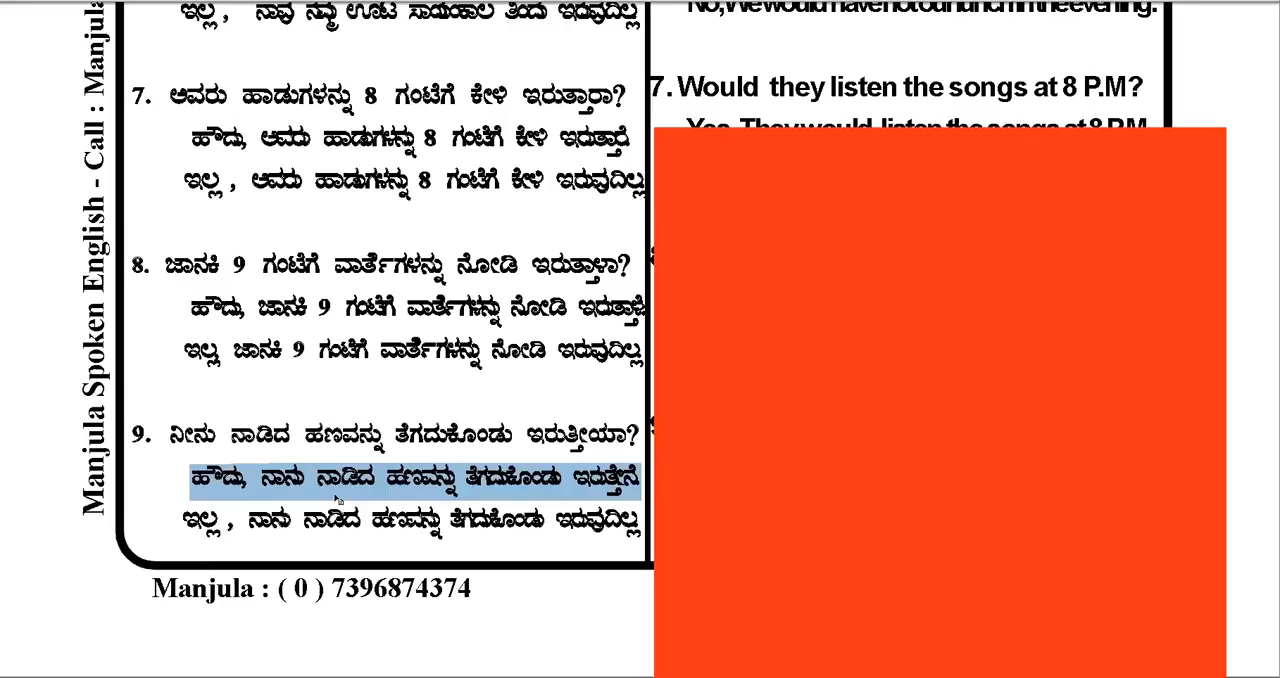 Manjula Spoken English - Call : Manjula
ಇಲ್ಲ , ನಾವು ನಮ್ಮ ಊಟ ಸಾಯಂಕಾಲ ತಿಂದು ಇರುವುದಿಲ್ಲ
7. ಅವರು ಹಾಡುಗಳನ್ನು 8 ಗಂಟೆಗೆ ಕೇಳಿ ಇರುತ್ತಾರಾ?
ಹೌದು, ಅವರು ಹಾಡುಗಳನ್ನು 8 ಗಂಟೆಗೆ ಕೇಳಿ ಇರುತ್ತಾರೆ
ಇಲ್ಲ , ಅವರು ಹಾಡುಗಳನ್ನು 8 ಗಂಟೆಗೆ ಕೇಳಿ ಇರುವುದಿಲ್ಲ
8. ಜಾನಕಿ 9 ಗಂಟೆಗೆ ವಾರ್ತೆಗಳನ್ನು ನೋಡಿ ಇರುತ್ತಾಳಾ?
ಹೌದು, ಜಾನಕಿ 9 ಗಂಟೆಗೆ ವಾರ್ತೆಗಳನ್ನು ನೋಡಿ ಇರುತ್ತಾಳೆ
ಇಲ್ಲ, ಜಾನಕಿ 9 ಗಂಟೆಗೆ ವಾರ್ತೆಗಳನ್ನು ನೋಡಿ ಇರುವುದಿಲ್ಲ
9. ನೀನು ನಾಡಿದ ಹಣವನ್ನು ತೆಗದುಕೊಂಡು ಇರುತ್ತೀಯಾ?
ಹೌದು, ನಾನು ನಾಡಿದ ಹಣವನ್ನು ತೆಗದುಕೊಂಡು ಇರುತ್ತೇನೆ
ಇಲ್ಲ , ನಾನು ನಾಡಿದ ಹಣವನ್ನು ತೆಗದುಕೊಂಡು ಇರುವುದಿಲ್ಲ
No, We would have not our lunch in the evening.
7. Would they listen the songs at 8 P.M?
Yes, They would listen the songs at 8 P.M
Manjula : ( 0 ) 7396874374